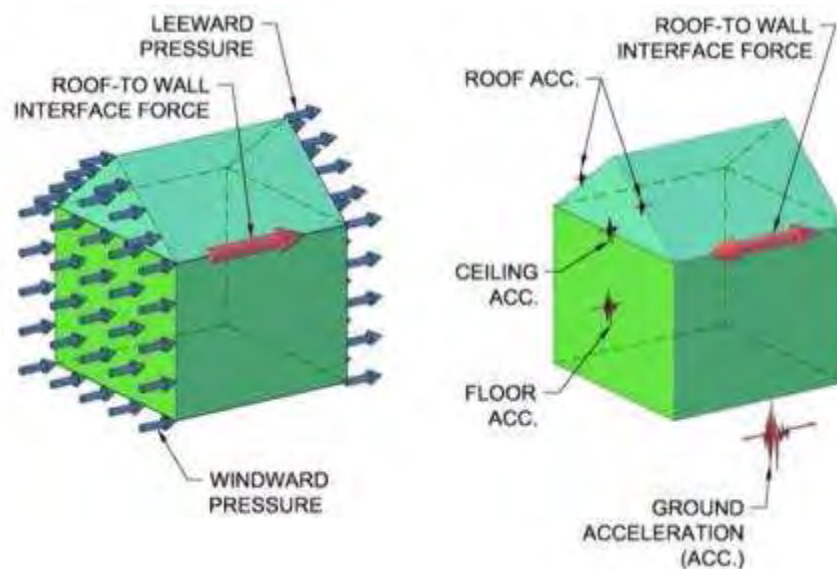 LEEWARD
PRESSURE
ROOF-TO WALL
INTERFACE FORCE
WINDWARD
PRESSURE
ROOF-TO WALL
INTERFACE FORCE
ROOF ACC.
CEILING
ACC.
FLOOR
ACC.
GROUND
ACCELERATION
(ACC.)